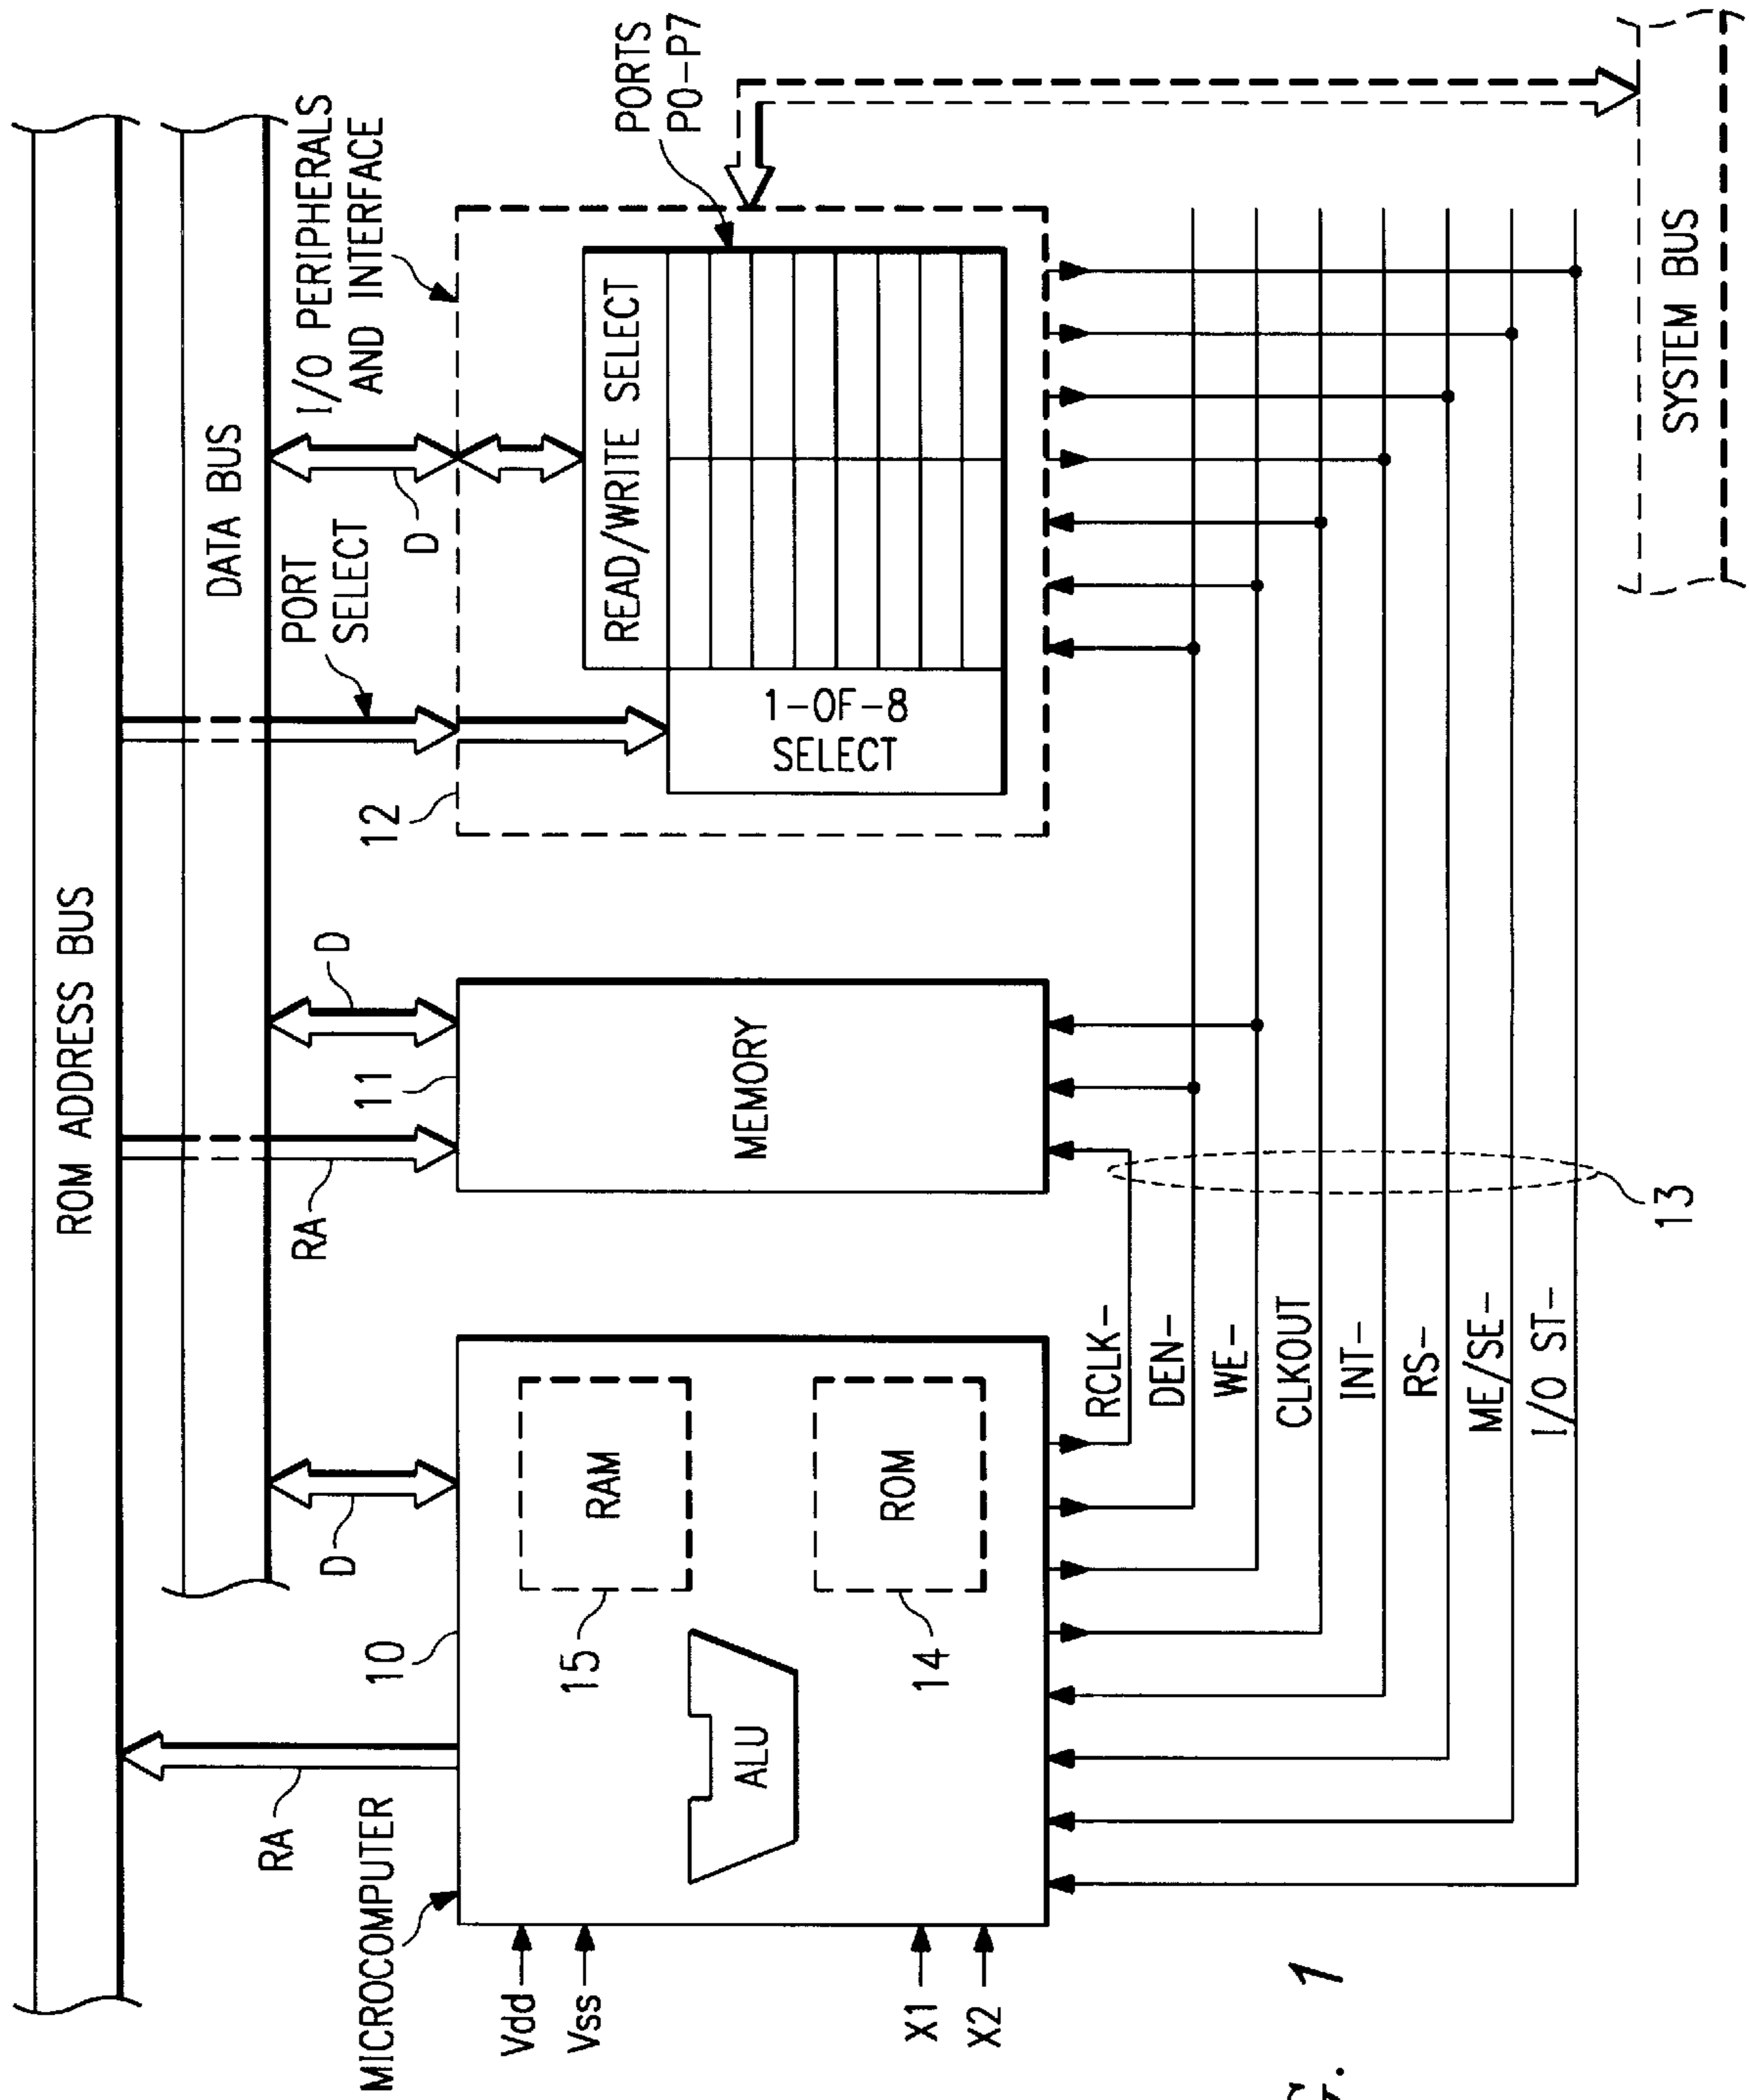 ROM ADDRESS BUS
DATA BUS
RA
D
RA
D
PORT
SELECT
D
I/O PERIPHERALS
AND INTERFACE
MICROCOMPUTER
10
11
12
Vdd
Vss
X1
X2
15
RAM
ALU
14
ROM
MEMORY
READ/WRITE SELECT
1-OF-8
SELECT
PORTS
P0-P7
RCLK-
DEN-
WE-
CLKOUT
INT-
RS-
ME/SE-
I/O ST-
13
SYSTEM BUS
1